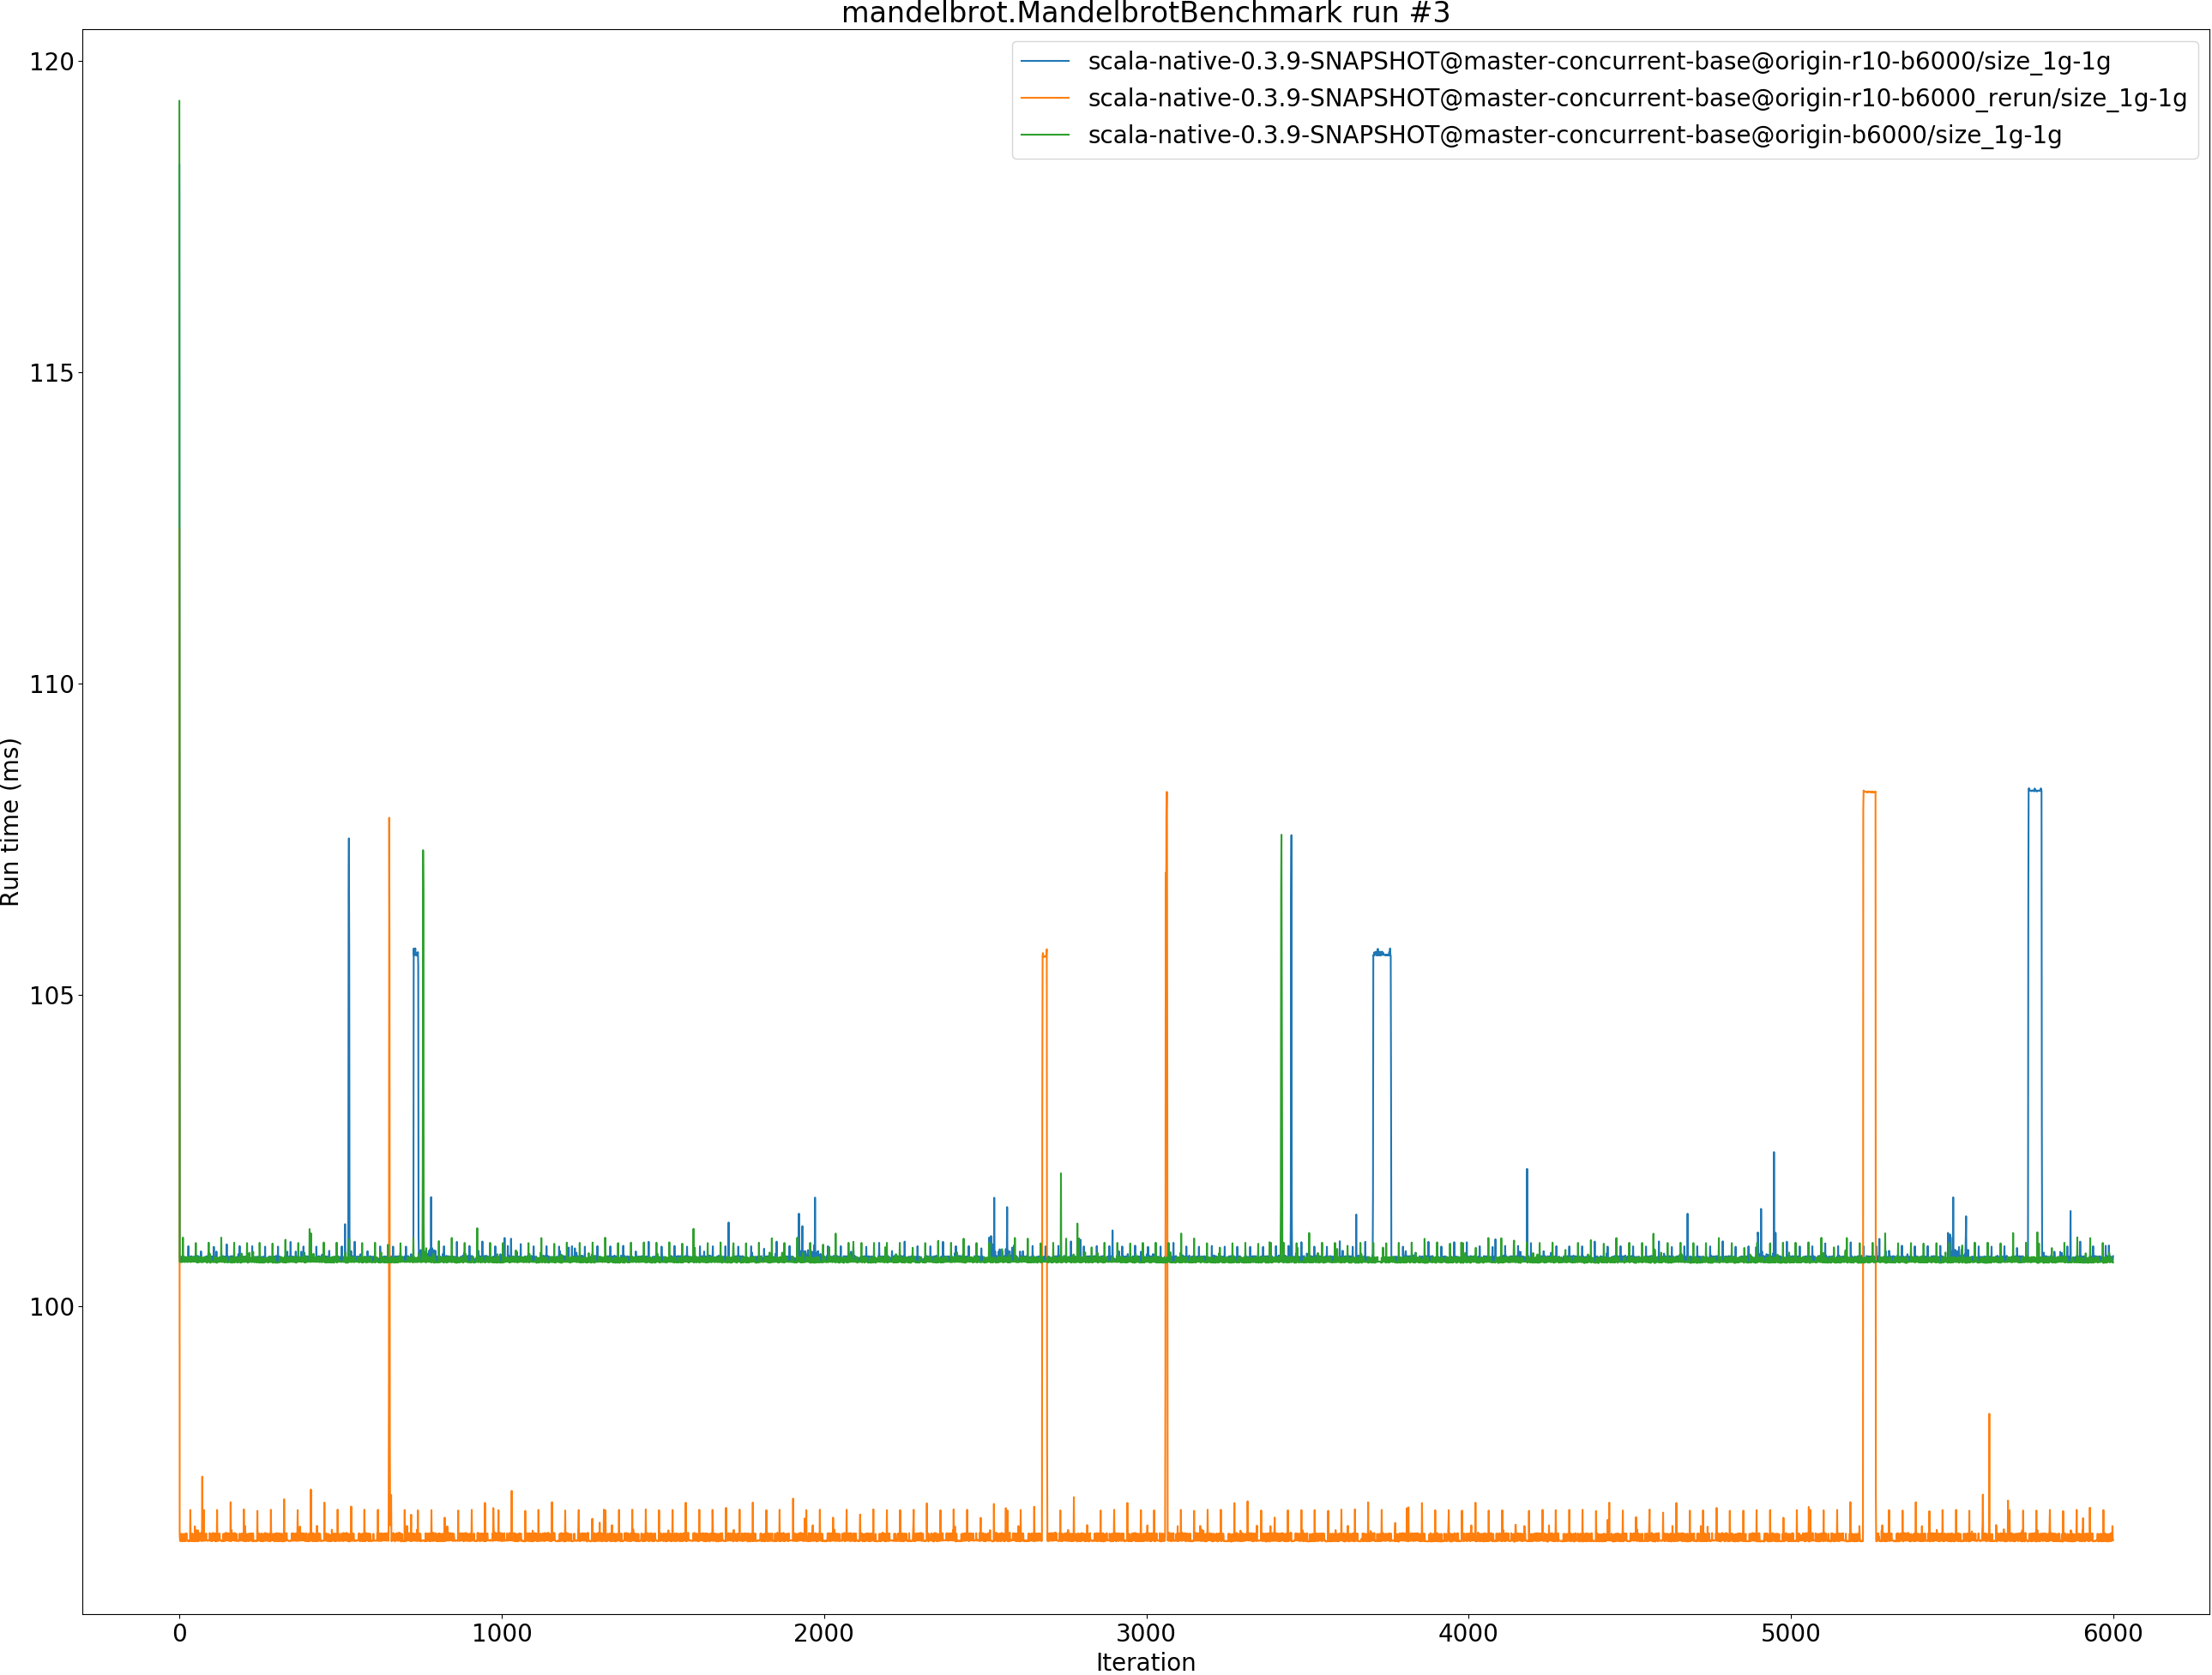 mandelbrot.MandelbrotBenchmark run #3
scala-native-0.3.9-SNAPSHOT@master-concurrent-base@origin-r10-b6000/size_1g-1g
scala-native-0.3.9-SNAPSHOT@master-concurrent-base@origin-r10-b6000_rerun/size_1g-1g
scala-native-0.3.9-SNAPSHOT@master-concurrent-base@origin-b6000/size_1g-1g
120
115
110
105
100
Run time (ms)
0 1000 2000 3000 4000 5000 6000
Iteration